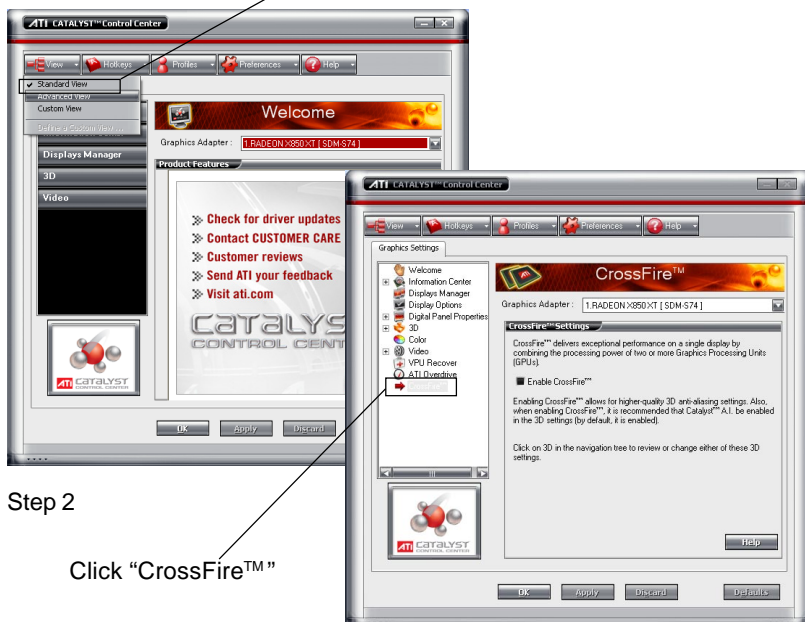 ATI CATALYST™ Control Center
View Hotkeys Profiles Preferences Help
Standard View
Advanced View
Custom View
Define a Custom View ...
Displays Manager
3D
Video
Welcome
Graphics Adapter :
1.RADEON X850 XT [ SDM-S74 ]
Product Features
Check for driver updates
Contact CUSTOMER CARE
Customer reviews
Send ATI your feedback
Visit ati.com
CATALYS
CONTROL CENT
ATI CATALYST
CONTROL CENTER
OK Apply Discard
ATI CATALYST™ Control Center
View Hotkeys Profiles Preferences Help
Graphics Settings
Welcome
Information Center
Displays Manager
Display Options
Digital Panel Properties
3D
Color
Video
VPU Recover
ATI Overdrive
CrossFire™
CrossFire™
Graphics Adapter :
1.RADEON X850 XT [ SDM-S74 ]
CrossFire™ Settings
CrossFire™ delivers exceptional performance on a single display by
combining the processing power of two or more Graphics Processing Units
(GPUs).
Enable CrossFire™
Enabling CrossFire™ allows for higher-quality 3D anti-aliasing settings. Also,
when enabling CrossFire™, it is recommended that Catalyst™ A.I. be enabled
in the 3D settings (by default, it is enabled).
Click on 3D in the navigation tree to review or change either of these 3D
settings.
Help
ATI CATALYST
CONTROL CENTER
OK Apply Discard Defaults
Step 2
Click “CrossFire™”